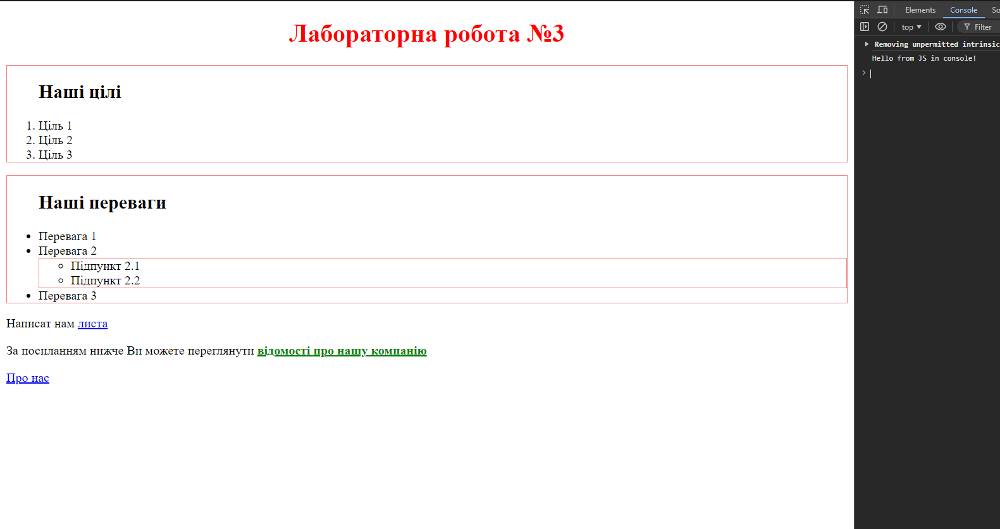 Лабораторна робота №3
Наші цілі
1. Ціль 1
2. Ціль 2
3. Ціль 3
Наші переваги
Перевага 1
Перевага 2
Підпункт 2.1
Підпункт 2.2
Перевага 3
Написат нам листа
За посиланням нижче Ви можете переглянути відомості про нашу компанію
Про нас
Elements Console So
top Filter
Removing unpermitted intrinsic
Hello from JS in console!